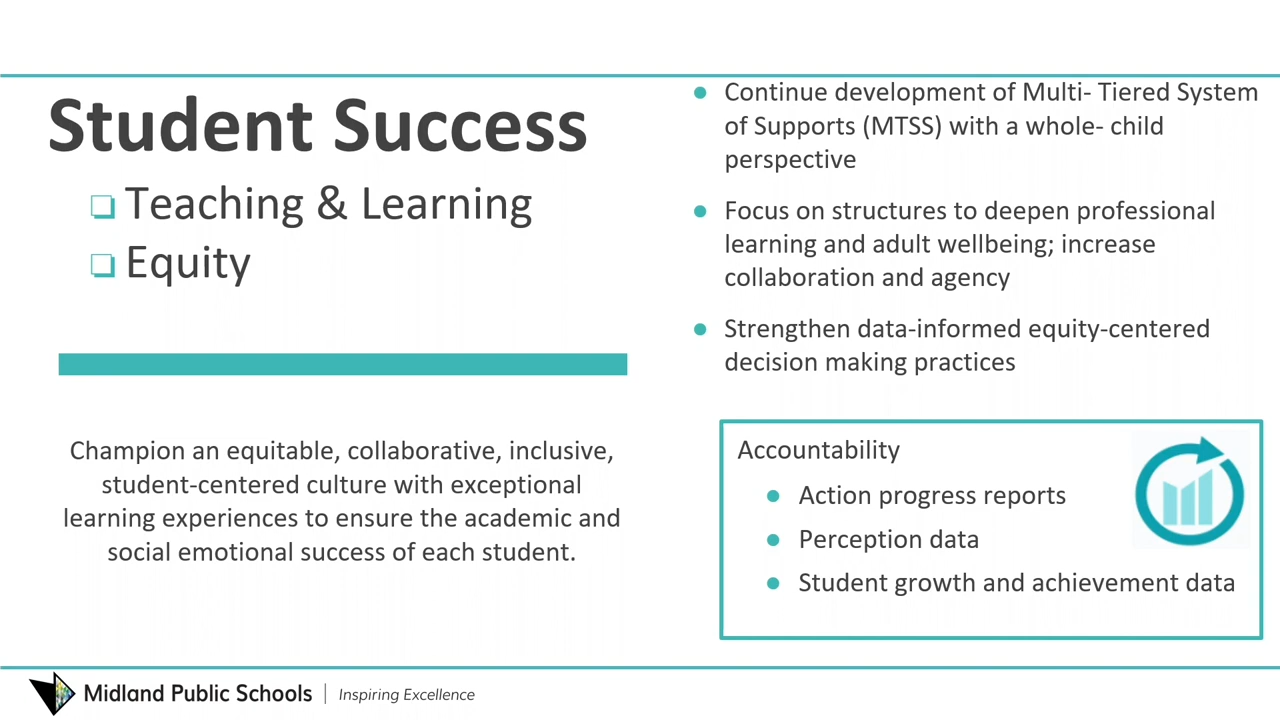 Student Success
❏ Teaching & Learning
❏ Equity
Champion an equitable, collaborative, inclusive,
student-centered culture with exceptional
learning experiences to ensure the academic and
social emotional success of each student.
● Continue development of Multi- Tiered System
of Supports (MTSS) with a whole- child
perspective
● Focus on structures to deepen professional
learning and adult wellbeing; increase
collaboration and agency
● Strengthen data-informed equity-centered
decision making practices
Accountability
● Action progress reports
● Perception data
● Student growth and achievement data
Midland Public Schools | Inspiring Excellence